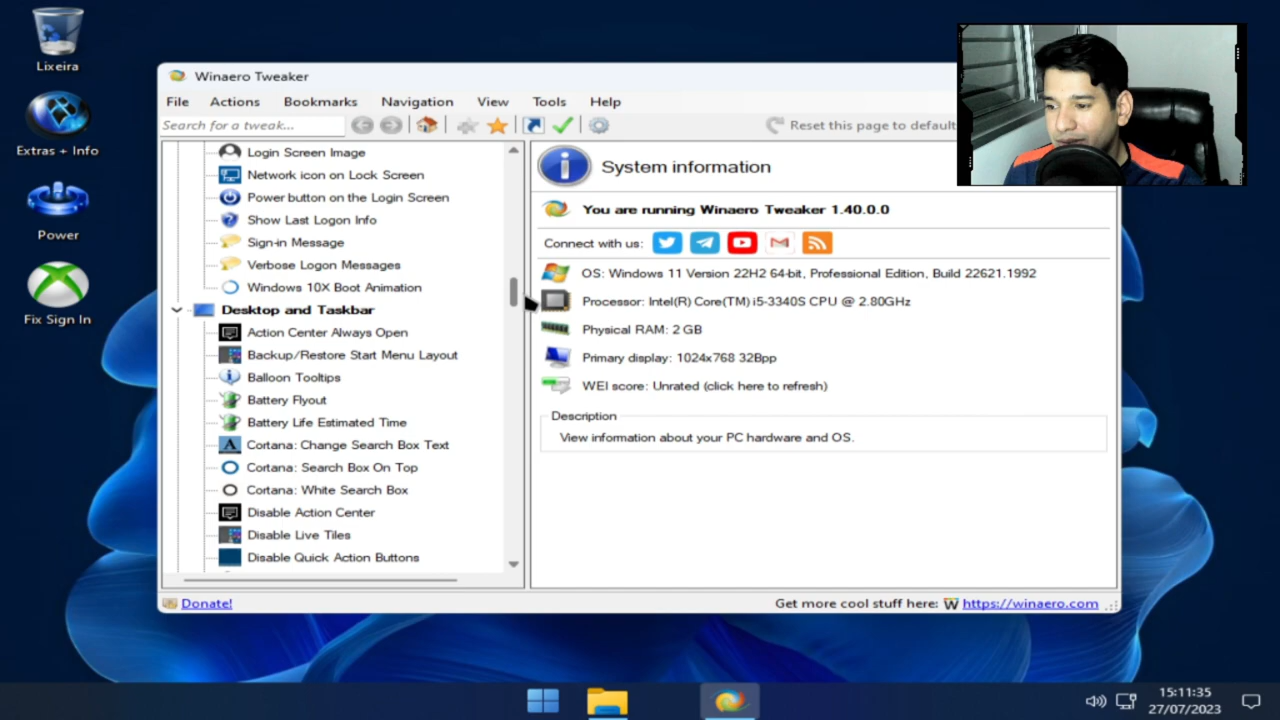 Lixeira
Extras + Info
Power
Fix Sign In
Winaero Tweaker
File Actions Bookmarks Navigation View Tools Help
Search for a tweak...
Reset this page to default
Login Screen Image
Network icon on Lock Screen
Power button on the Login Screen
Show Last Logon Info
Sign-in Message
Verbose Logon Messages
Windows 10X Boot Animation
Desktop and Taskbar
Action Center Always Open
Backup/Restore Start Menu Layout
Balloon Tooltips
Battery Flyout
Battery Life Estimated Time
Cortana: Change Search Box Text
Cortana: Search Box On Top
Cortana: White Search Box
Disable Action Center
Disable Live Tiles
Disable Quick Action Buttons
System information
You are running Winaero Tweaker 1.40.0.0
Connect with us:
OS: Windows 11 Version 22H2 64-bit, Professional Edition, Build 22621.1992
Processor: Intel(R) Core(TM) i5-3340S CPU @ 2.80GHz
Physical RAM: 2 GB
Primary display: 1024x768 32Bpp
WEI score: Unrated (click here to refresh)
Description
View information about your PC hardware and OS.
Donate!
Get more cool stuff here: https://winaero.com
15:11:35
27/07/2023